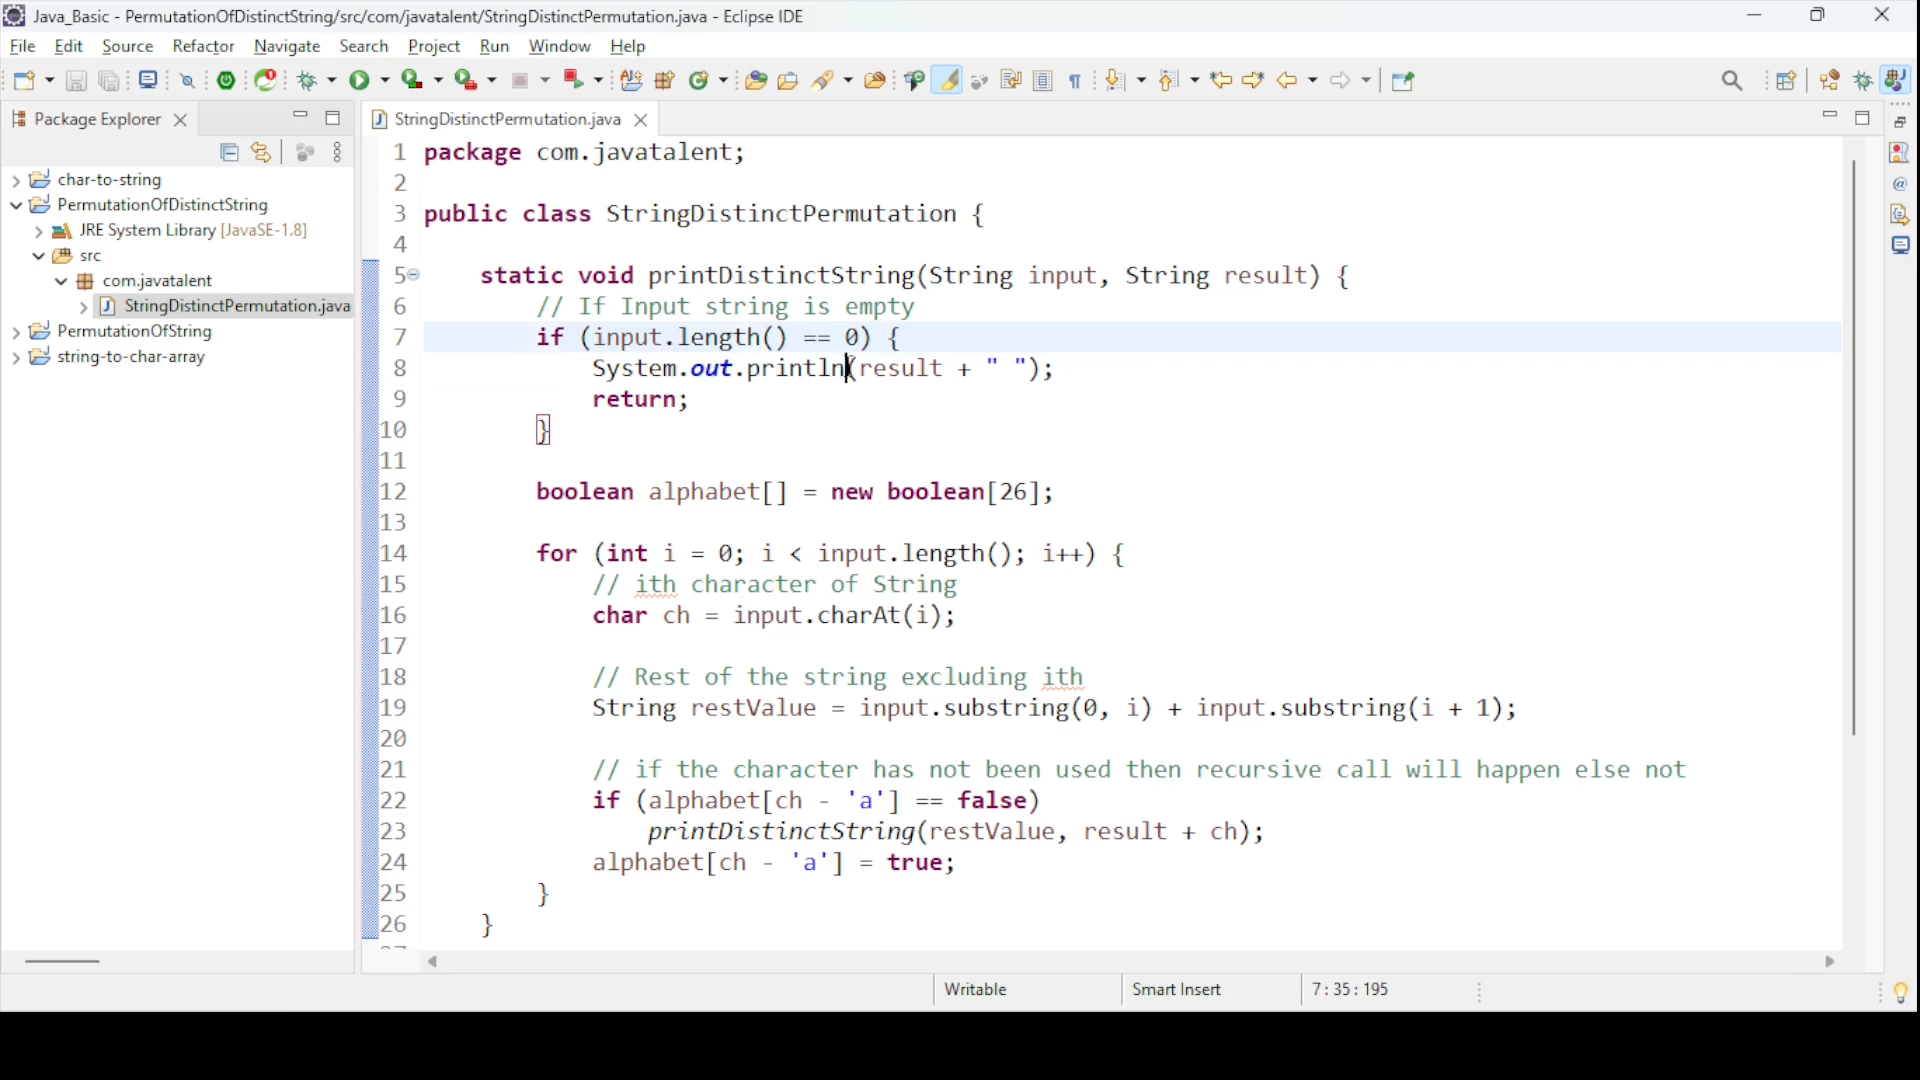 Java_Basic - PermutationOfDistinctString/src/com/javatalent/StringDistinctPermutation.java - Eclipse IDE
File Edit Source Refactor Navigate Search Project Run Window Help
Package Explorer
char-to-string
PermutationOfDistinctString
JRE System Library [JavaSE-1.8]
src
com.javatalent
StringDistinctPermutation.java
PermutationOfString
string-to-char-array
StringDistinctPermutation.java
1 package com.javatalent;
2
3 public class StringDistinctPermutation {
4
5 static void printDistinctString(String input, String result) {
6 // If Input string is empty
7 if (input.length() == 0) {
8 System.out.println(result + " ");
9 return;
10 }
11
12 boolean alphabet[] = new boolean[26];
13
14 for (int i = 0; i < input.length(); i++) {
15 // ith character of String
16 char ch = input.charAt(i);
17
18 // Rest of the string excluding ith
19 String restValue = input.substring(0, i) + input.substring(i + 1);
20
21 // if the character has not been used then recursive call will happen else not
22 if (alphabet[ch - 'a'] == false)
23 printDistinctString(restValue, result + ch);
24 alphabet[ch - 'a'] = true;
25 }
26 }
Writable Smart Insert 7 : 35 : 195